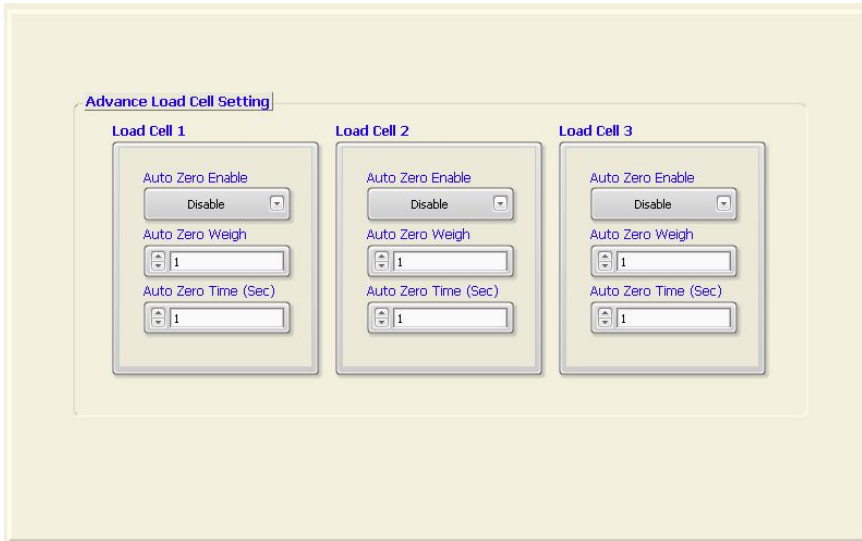 Advance Load Cell Setting
Load Cell 1
Auto Zero Enable
Disable
Auto Zero Weigh
1
Auto Zero Time (Sec)
1
Load Cell 2
Auto Zero Enable
Disable
Auto Zero Weigh
1
Auto Zero Time (Sec)
1
Load Cell 3
Auto Zero Enable
Disable
Auto Zero Weigh
1
Auto Zero Time (Sec)
1